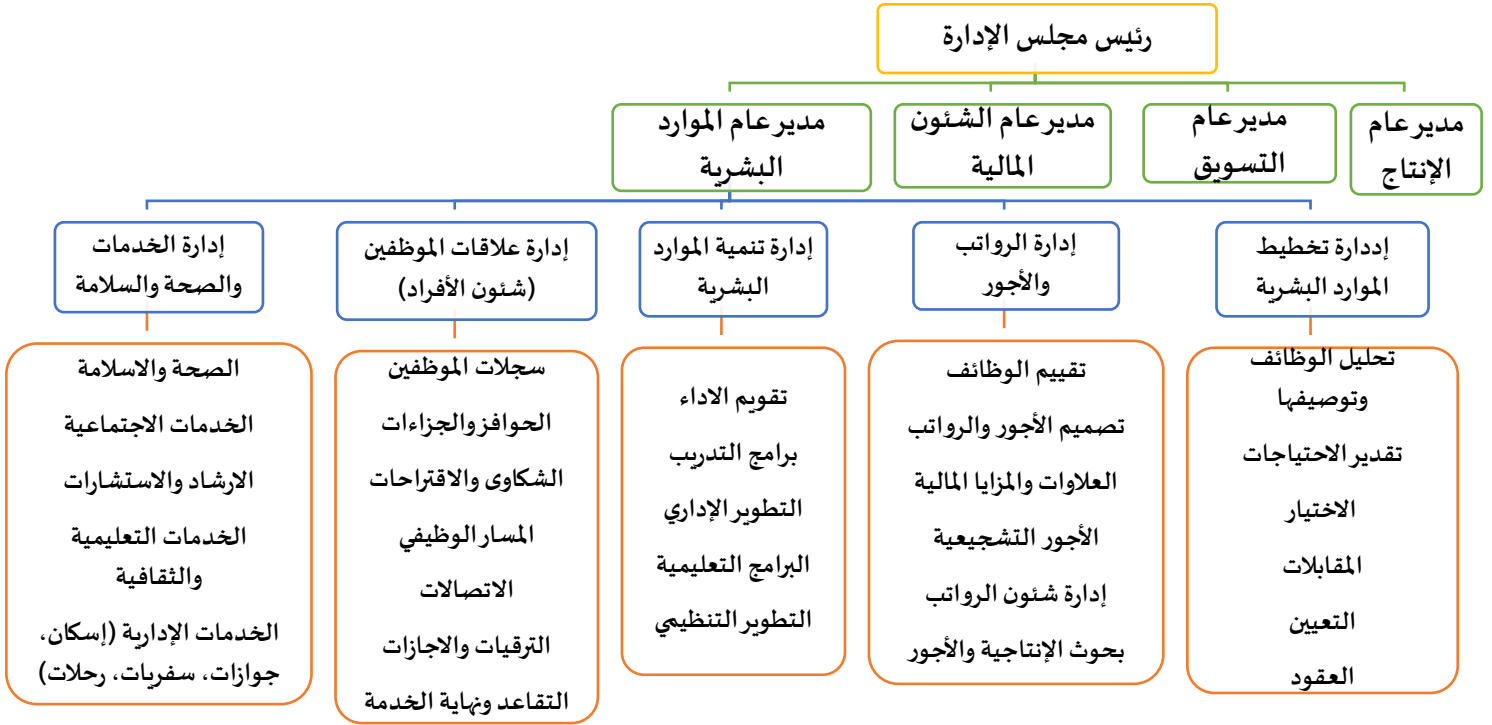 رئيس مجلس الإدارة
مدير عام
الإنتاج
مدير عام
التسويق
مدير عام الشئون
المالية
مدير عام الموارد
البشرية
إددارة تخطيط
الموارد البشرية
إدارة الرواتب
والأجور
إدارة تنمية الموارد
البشرية
إدارة علاقات الموظفين
(شئون الأفراد)
إدارة الخدمات
والصحة والسلامة
تحليل الوظائف
وتوصيفها
تقدير الاحتياجات
الاختيار
المقابلات
التعيين
العقود
تقييم الوظائف
تصميم الأجور والرواتب
العلاوات والمزايا المالية
الأجور التشجيعية
إدارة شئون الرواتب
بحوث الإنتاجية والأجور
تقويم الاداء
برامج التدريب
التطوير الإداري
البرامج التعليمية
التطوير التنظيمي
سجلات الموظفين
الحوافز والجزاءات
الشكاوى والاقتراحات
المسار الوظيفي
الاتصالات
الترقيات والاجازات
التقاعد ونهاية الخدمة
الصحة والاسلامة
الخدمات الاجتماعية
الارشاد والاستشارات
الخدمات التعليمية
والثقافية
الخدمات الإدارية (إسكان،
جوازات، سفريات، رحلات)